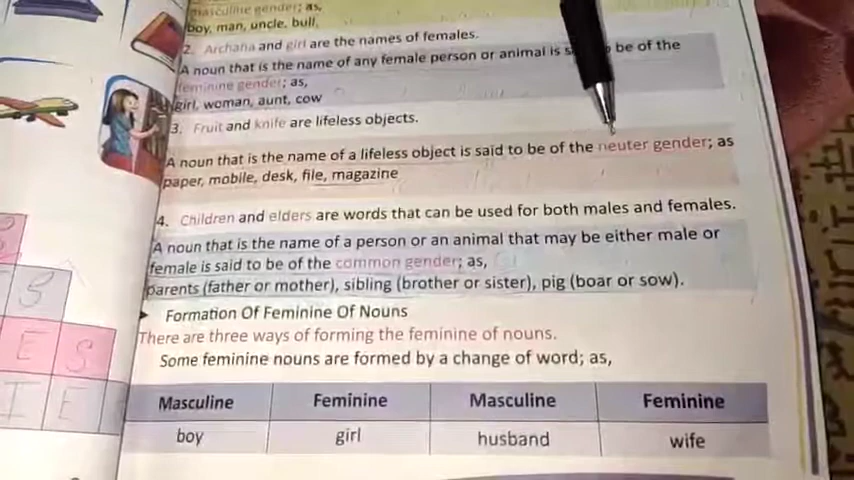 masculine gender; as,
boy, man, uncle, bull,
2. Archana and girl are the names of females.
A noun that is the name of any female person or animal is be of the
feminine gender; as,
girl, woman, aunt, cow
3. Fruit and knife are lifeless objects.
A noun that is the name of a lifeless object is said to be of the neuter gender; as
paper, mobile, desk, file, magazine
4. Children and elders are words that can be used for both males and females.
A noun that is the name of a person or an animal that may be either male or
female is said to be of the common gender; as,
parents (father or mother), sibling (brother or sister), pig (boar or sow).
Formation Of Feminine Of Nouns
There are three ways of forming the feminine of nouns.
Some feminine nouns are formed by a change of word; as,
Masculine Feminine Masculine Feminine
boy girl husband wife
S
S
E S
I E